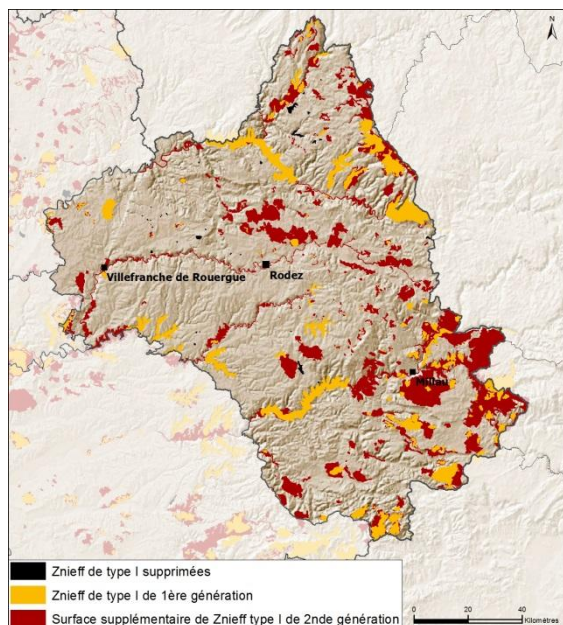 N
Villefranche de Rouergue
Rodez
Millau
Znieff de type I supprimées
Znieff de type I de 1ère génération
Surface supplémentaire de Znieff type I de 2nde génération
0 20 40
Kilomètres